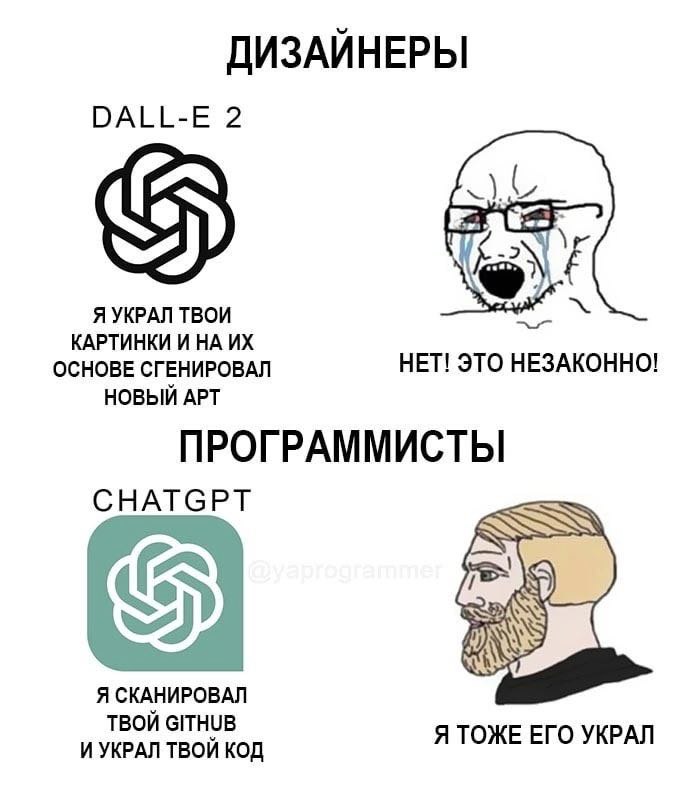 ДИЗАЙНЕРЫ
DALL-E 2
Я УКРАЛ ТВОИ
КАРТИНКИ И НА ИХ
ОСНОВЕ СГЕНИРОВАЛ
НОВЫЙ АРТ
НЕТ! ЭТО НЕЗАКОННО!
ПРОГРАММИСТЫ
CHATGPT
@yaprogrammer
Я СКАНИРОВАЛ
ТВОЙ GITHUB
И УКРАЛ ТВОЙ КОД
Я ТОЖЕ ЕГО УКРАЛ